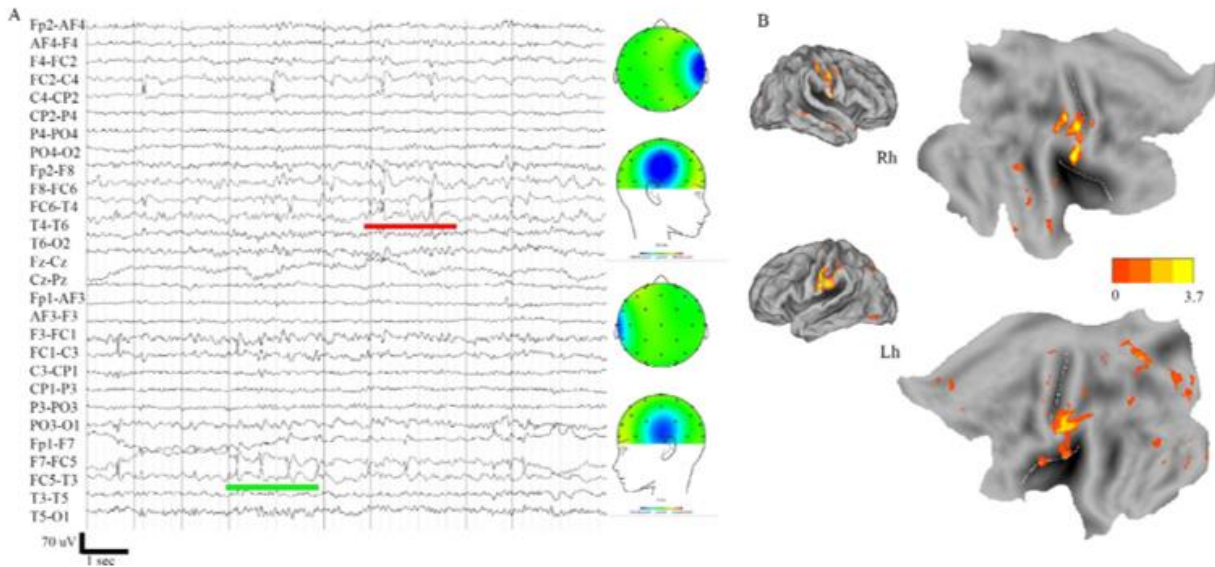 A
Fp2-AF4
AF4-F4
F4-FC2
FC2-C4
C4-CP2
CP2-P4
P4-PO4
PO4-O2
Fp2-F8
F8-FC6
FC6-T4
T4-T6
T6-O2
Fz-Cz
Cz-Pz
Fp1-AF3
AF3-F3
F3-FC1
FC1-C3
C3-CP1
CP1-P3
P3-PO3
PO3-O1
Fp1-F7
F7-FC5
FC5-T3
T3-T5
T5-O1
70 uV
1 sec
B
Rh
Lh
0 3.7